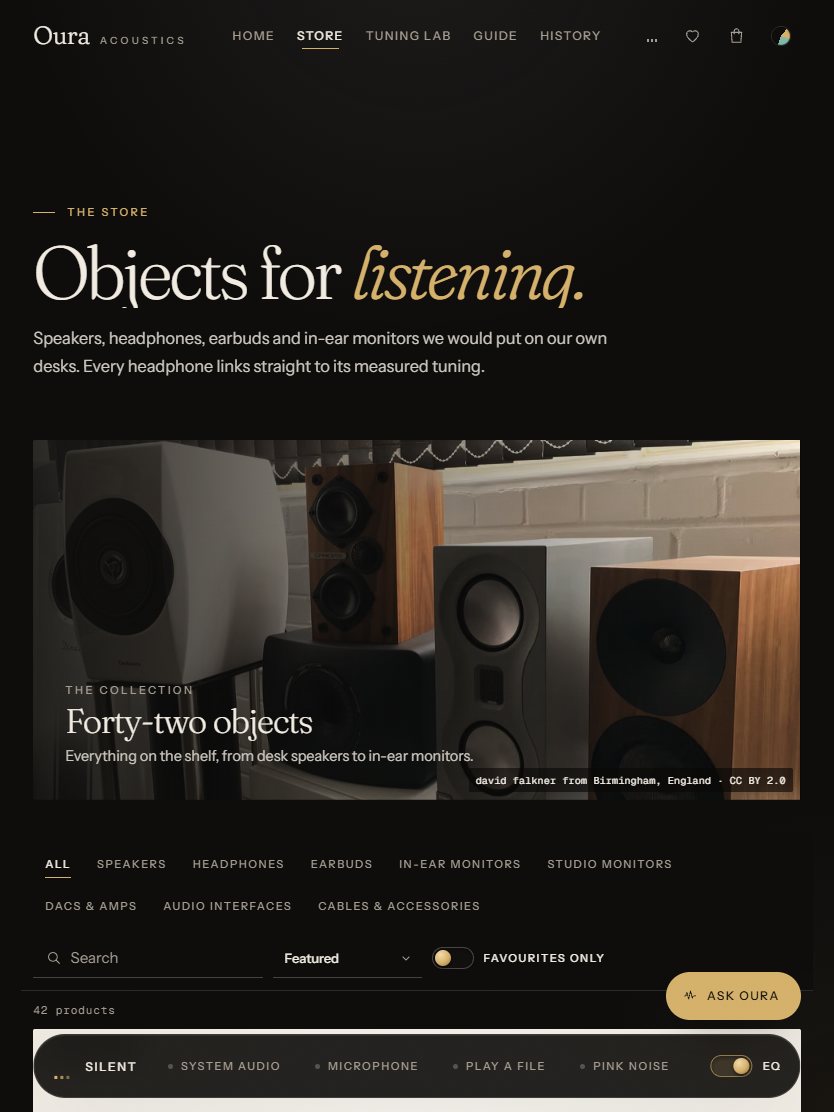 Oura ACOUSTICS HOME STORE TUNING LAB GUIDE HISTORY
THE STORE
Objects for listening.
Speakers, headphones, earbuds and in-ear monitors we would put on our own
desks. Every headphone links straight to its measured tuning.
THE COLLECTION
Forty-two objects
Everything on the shelf, from desk speakers to in-ear monitors.
david falkner from Birmingham, England · CC BY 2.0
ALL SPEAKERS HEADPHONES EARBUDS IN-EAR MONITORS STUDIO MONITORS
DACS & AMPS AUDIO INTERFACES CABLES & ACCESSORIES
Search Featured FAVOURITES ONLY
ASK OURA
42 products
SILENT SYSTEM AUDIO MICROPHONE PLAY A FILE PINK NOISE EQ